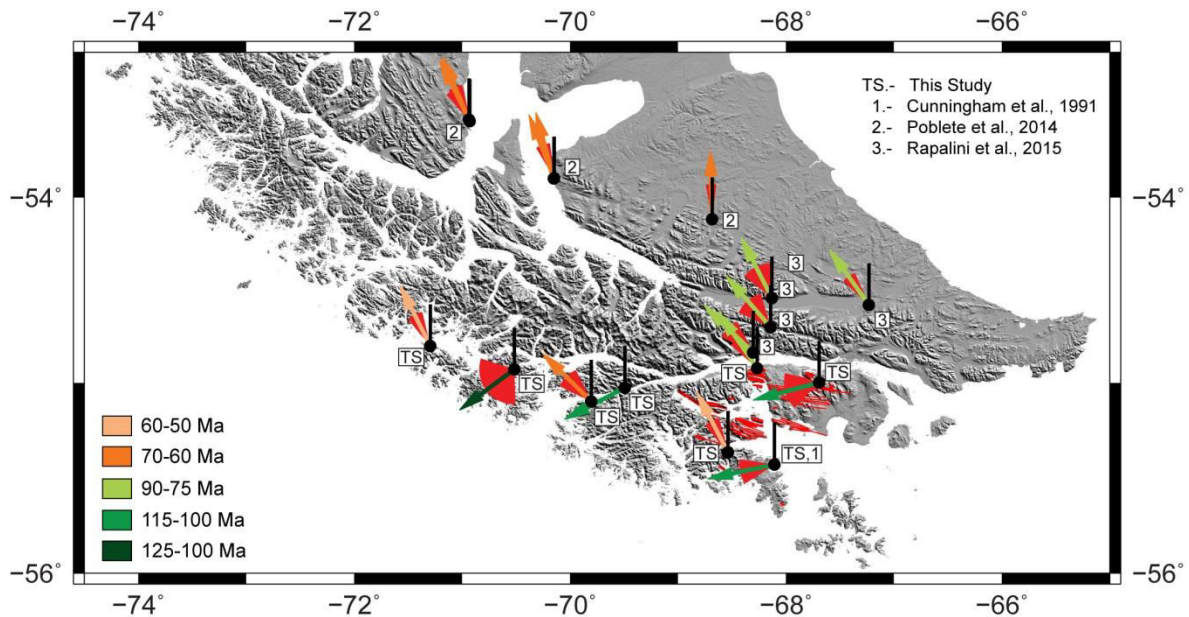 −74° −72° −70° −68° −66°
TS.- This Study
1.- Cunningham et al., 1991
2.- Poblete et al., 2014
3.- Rapalini et al., 2015
2
2
−54° −54°
2
3
3
3
3
TS
TS
TS
TS
TS
TS
TS
TS,1
60-50 Ma
70-60 Ma
90-75 Ma
115-100 Ma
125-100 Ma
−56° −56°
−74° −72° −70° −68° −66°